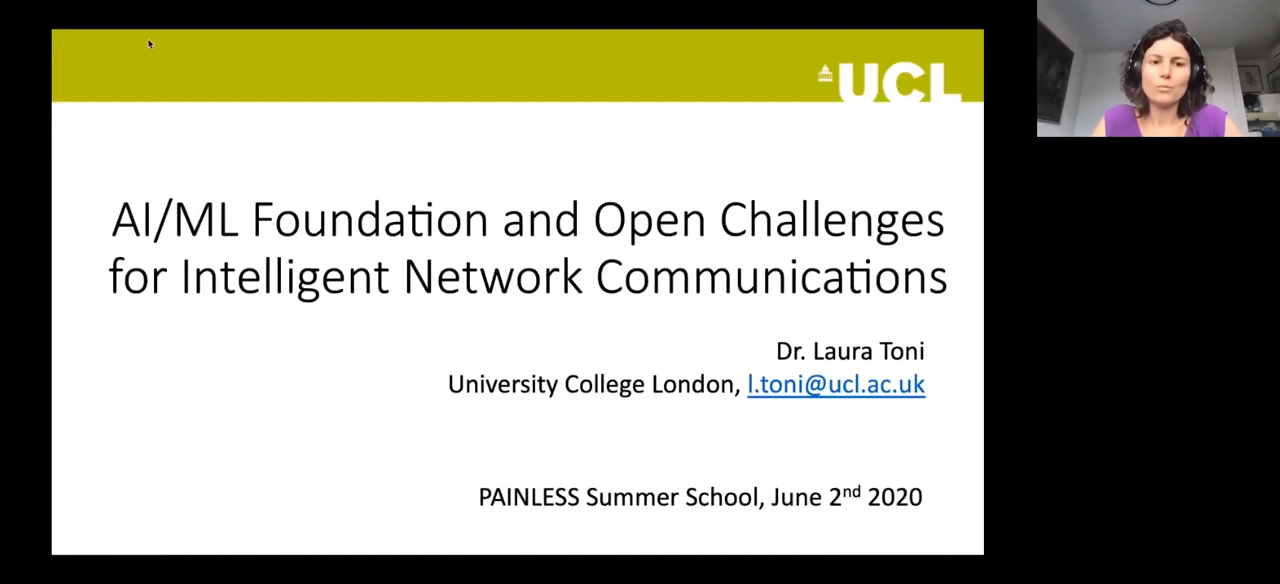 UCL
AI/ML Foundation and Open Challenges
for Intelligent Network Communications
Dr. Laura Toni
University College London, l.toni@ucl.ac.uk
PAINLESS Summer School, June 2nd 2020